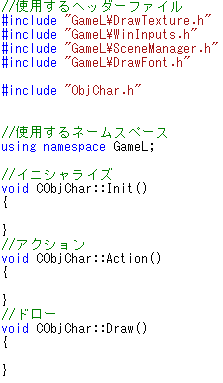 //使用するヘッダーファイル
#include "GameL¥DrawTexture.h"
#include "GameL¥WinInputs.h"
#include "GameL¥SceneManager.h"
#include "GameL¥DrawFont.h"
#include "ObjChar.h"
//使用するネームスペース
using namespace GameL;
//イニシャライズ
void CObjChar::Init()
{
}
//アクション
void CObjChar::Action()
{
}
//ドロー
void CObjChar::Draw()
{
}